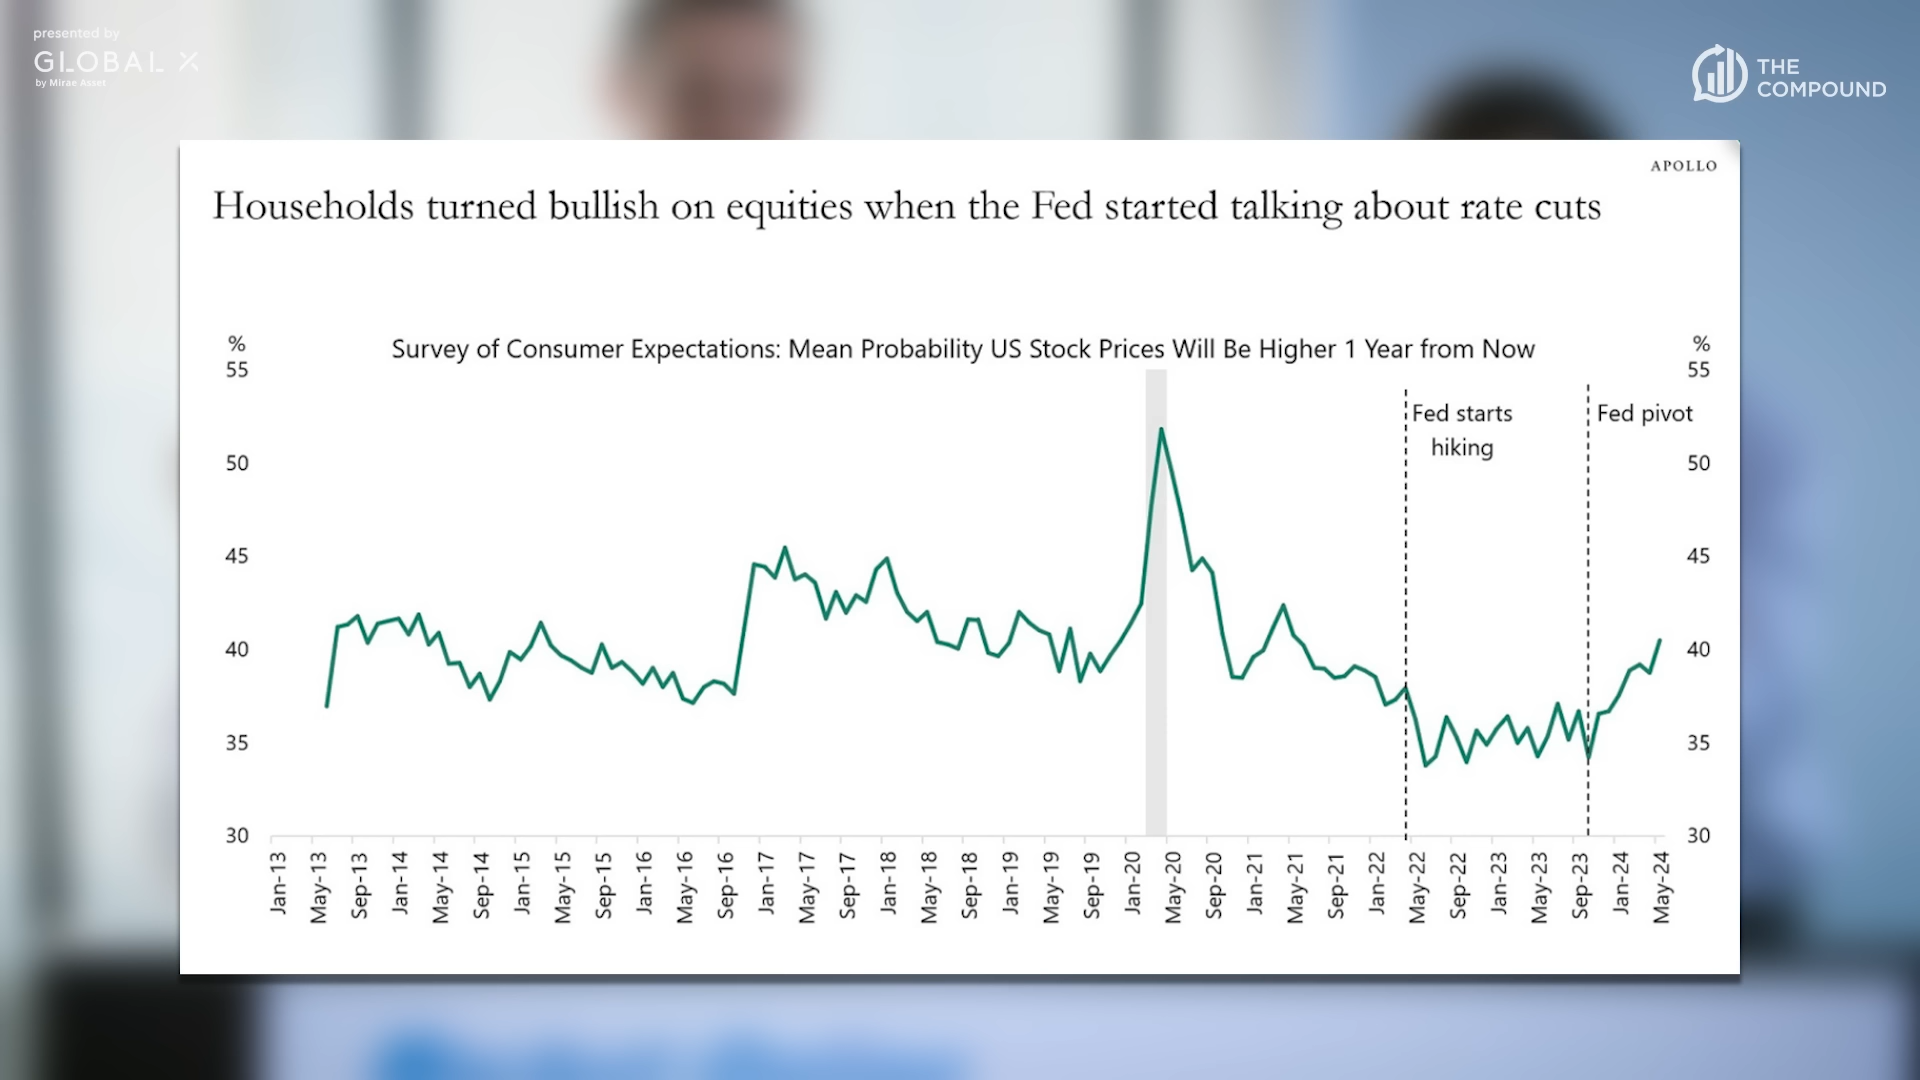 presented by
GLOBAL X
by Mirae Asset
THE
COMPOUND
APOLLO
Households turned bullish on equities when the Fed started talking about rate cuts
Survey of Consumer Expectations: Mean Probability US Stock Prices Will Be Higher 1 Year from Now
%
55
50
45
40
35
30
%
55
50
45
40
35
30
Fed starts
hiking
Fed pivot
Jan-13
May-13
Sep-13
Jan-14
May-14
Sep-14
Jan-15
May-15
Sep-15
Jan-16
May-16
Sep-16
Jan-17
May-17
Sep-17
Jan-18
May-18
Sep-18
Jan-19
May-19
Sep-19
Jan-20
May-20
Sep-20
Jan-21
May-21
Sep-21
Jan-22
May-22
Sep-22
Jan-23
May-23
Sep-23
Jan-24
May-24